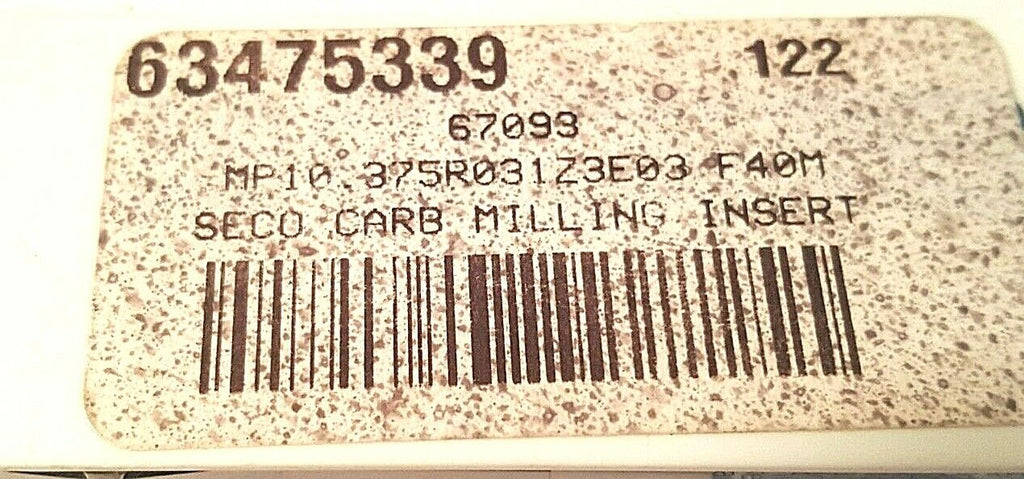 63475339 122
67093
MP10.375R031Z3E03 F40M
SECO CARB MILLING INSERT